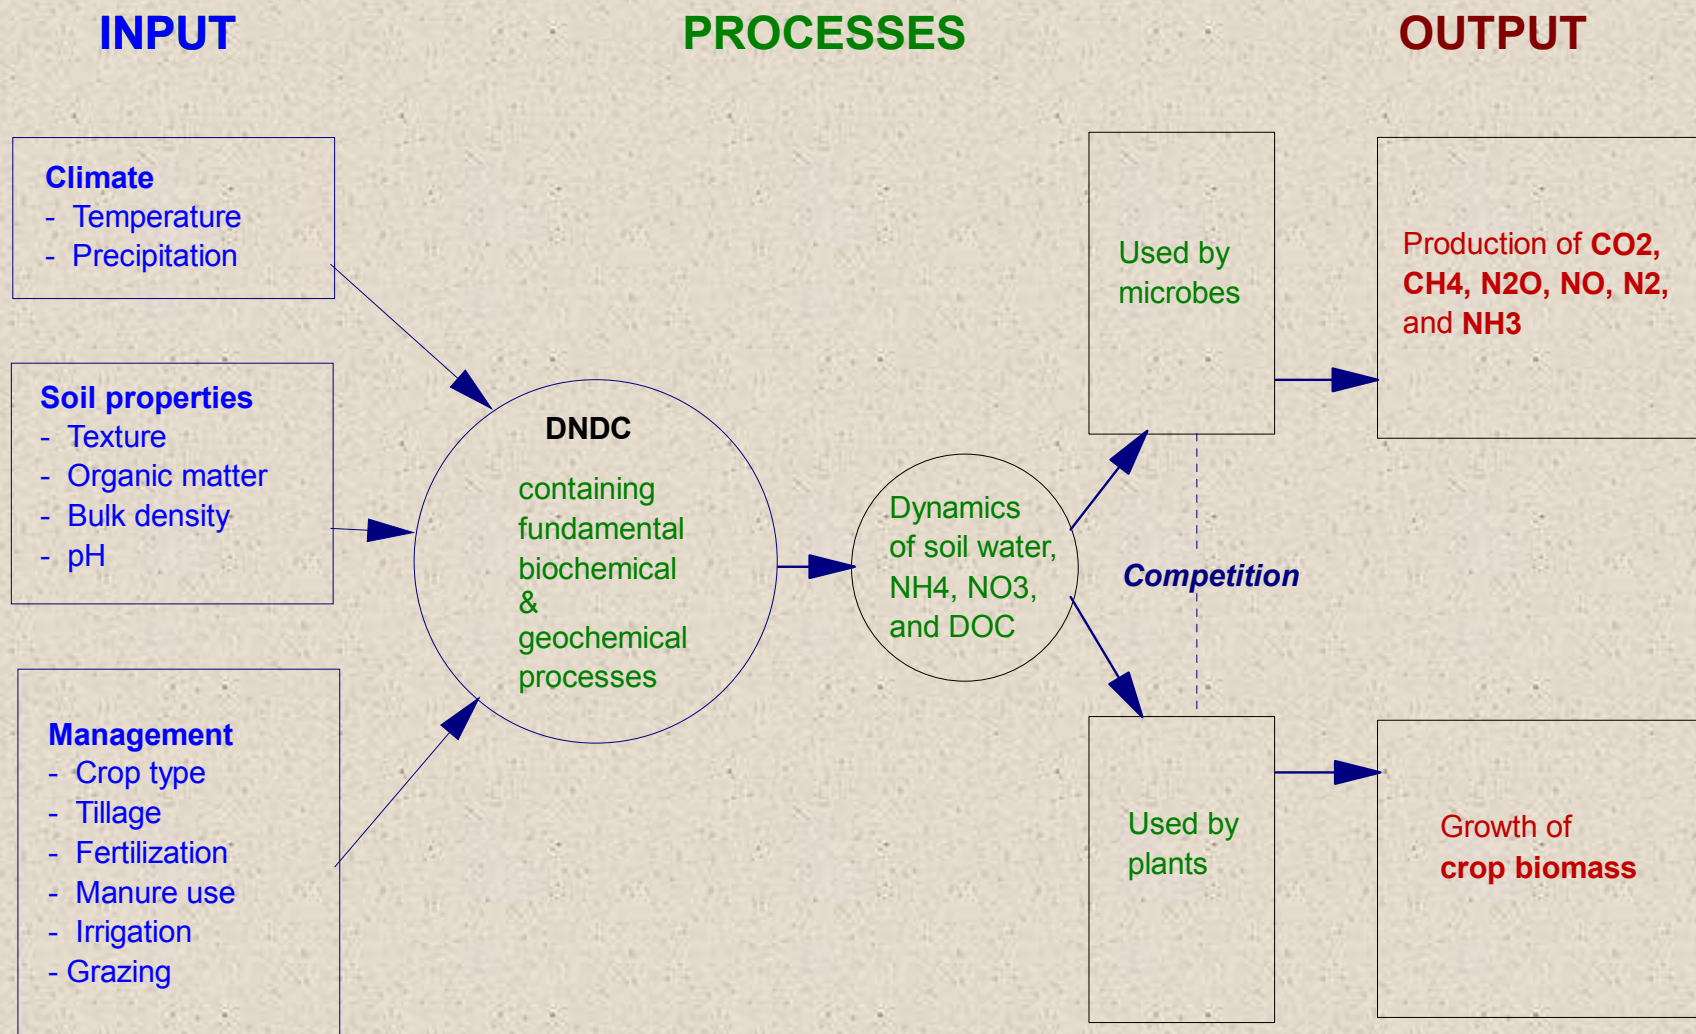 INPUT
PROCESSES
OUTPUT
Climate
- Temperature
- Precipitation
Soil properties
- Texture
- Organic matter
- Bulk density
- pH
Management
- Crop type
- Tillage
- Fertilization
- Manure use
- Irrigation
- Grazing
DNDC
containing
fundamental
biochemical
&
geochemical
processes
Dynamics
of soil water,
NH4, NO3,
and DOC
Used by
microbes
Competition
Used by
plants
Production of CO2,
CH4, N2O, NO, N2,
and NH3
Growth of
crop biomass